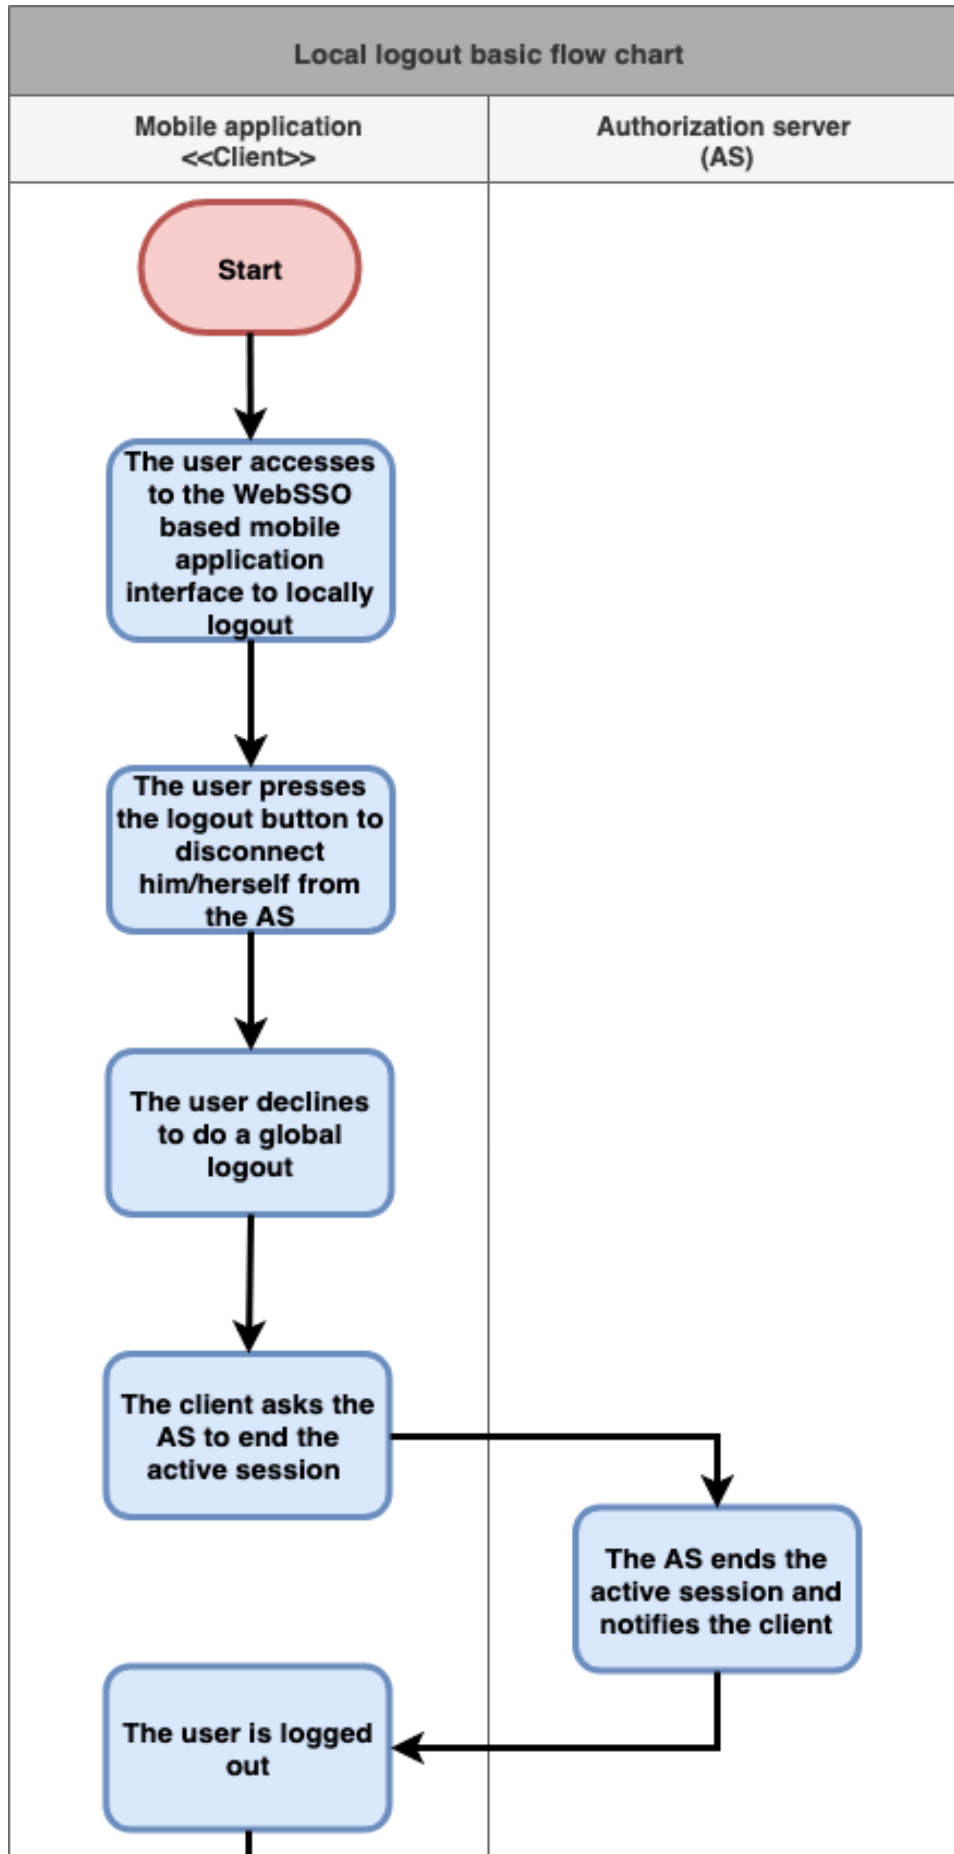 Local logout basic flow chart
Mobile application
<<Client>>
Authorization server
(AS)
Start
The user accesses
to the WebSSO
based mobile
application
interface to locally
logout
The user presses
the logout button to
disconnect
him/herself from
the AS
The user declines
to do a global
logout
The client asks the
AS to end the
active session
The AS ends the
active session and
notifies the client
The user is logged
out